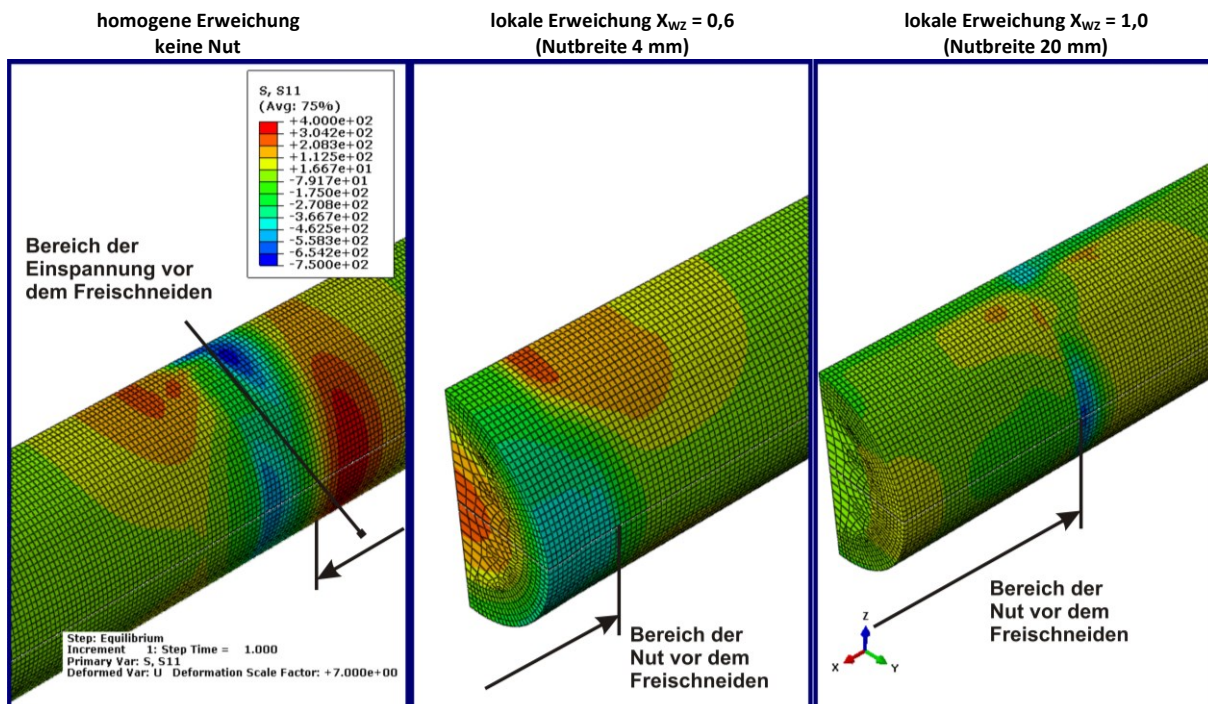 homogene Erweichung
keine Nut
lokale Erweichung XWZ = 0,6
(Nutbreite 4 mm)
lokale Erweichung XWZ = 1,0
(Nutbreite 20 mm)
S, S11
(Avg: 75%)
+4.000e+02
+3.042e+02
+2.083e+02
+1.125e+02
+1.667e+01
-7.917e+01
-1.750e+02
-2.708e+02
-3.667e+02
-4.625e+02
-5.583e+02
-6.542e+02
-7.500e+02
Bereich der
Einspannung vor
dem Freischneiden
Step: Equilibrium
Increment 1: Step Time = 1.000
Primary Var: S, S11
Deformed Var: U Deformation Scale Factor: +7.000e+00
Bereich der
Nut vor dem
Freischneiden
Bereich der
Nut vor dem
Freischneiden
Z
X
Y